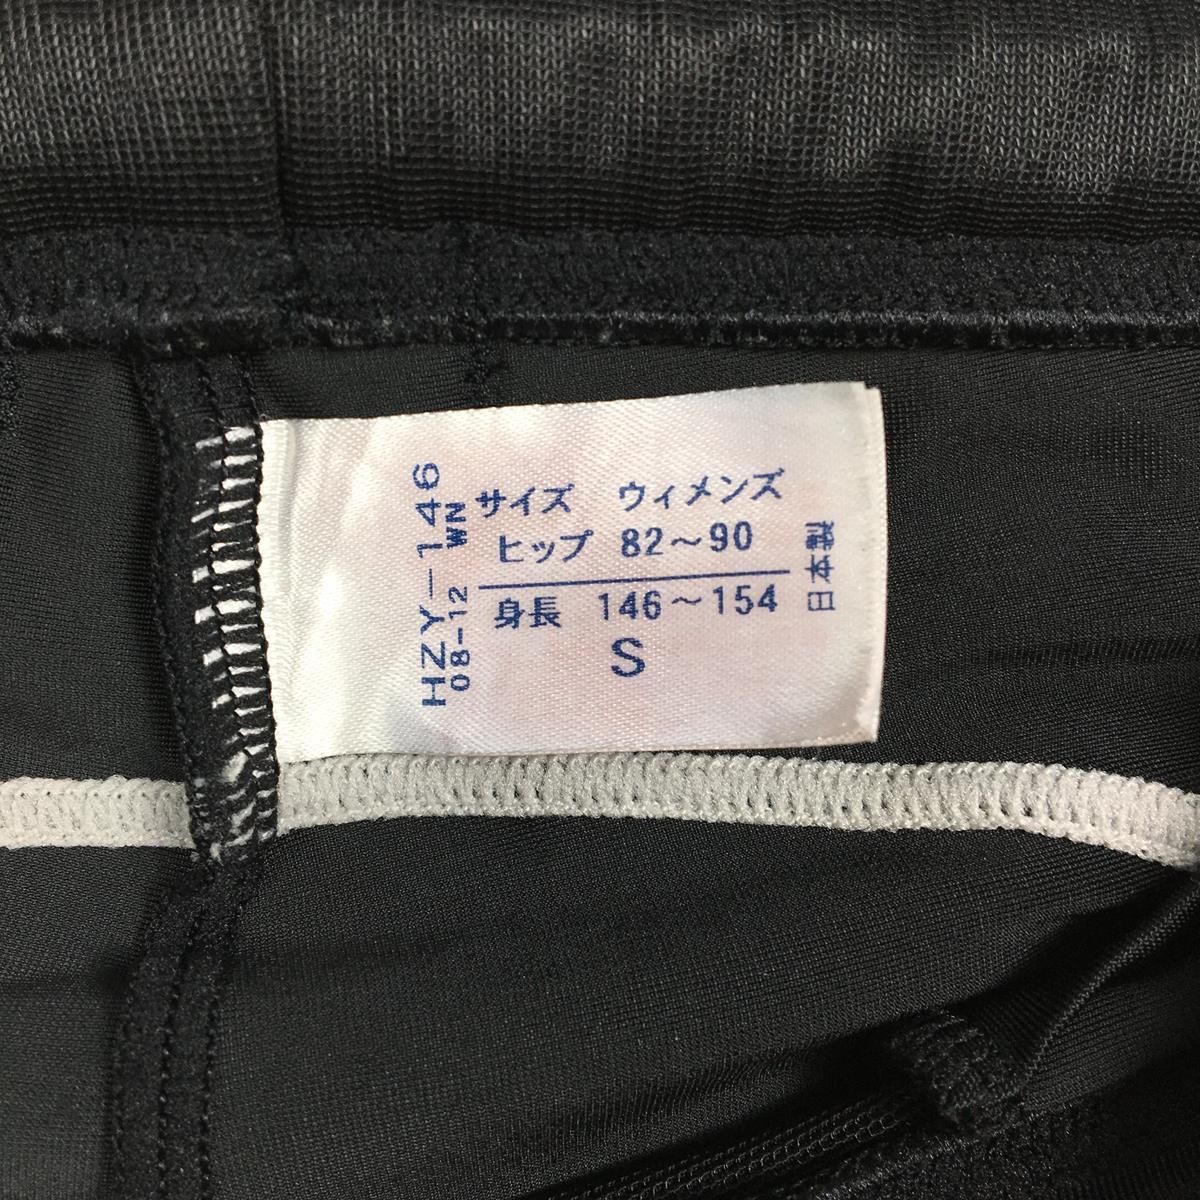 サイズ ウィメンズ
ヒップ 82～90
身長 146～154
S
日本製
HZY-146
08-12 WN